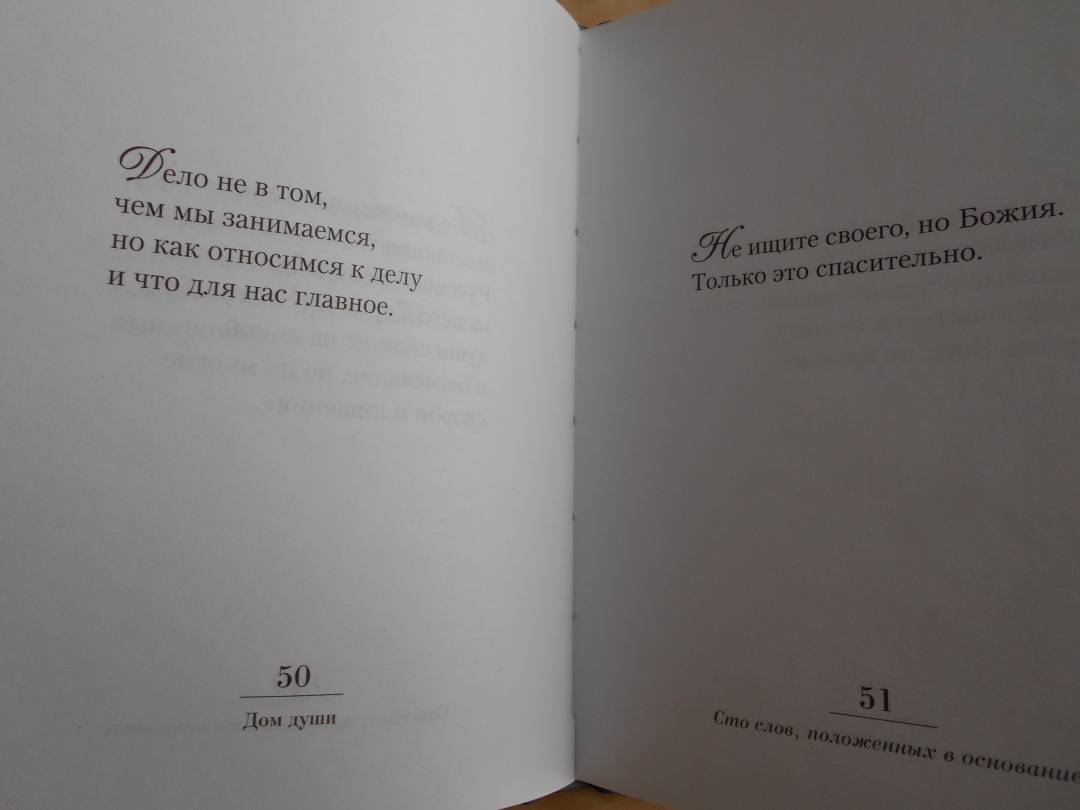 Дело не в том,
чем мы занимаемся,
но как относимся к делу
и что для нас главное.
50
Дом души
Не ищите своего, но Божия.
Только это спасительно.
51
Сто слов, положенных в основание